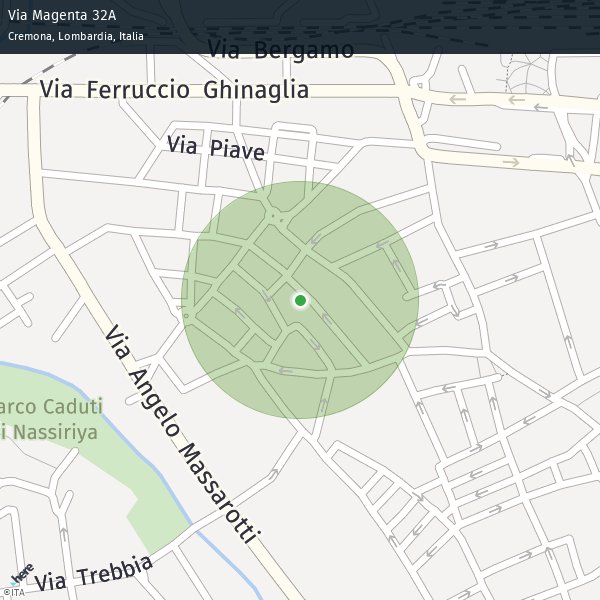 Via Magenta 32A
Cremona, Lombardia, Italia
Via Bergamo
Via Ferruccio Ghinaglia
Via Piave
Via Angelo Massarotti
arco Caduti
i Nassiriya
Via Trebbia
here
©ITA